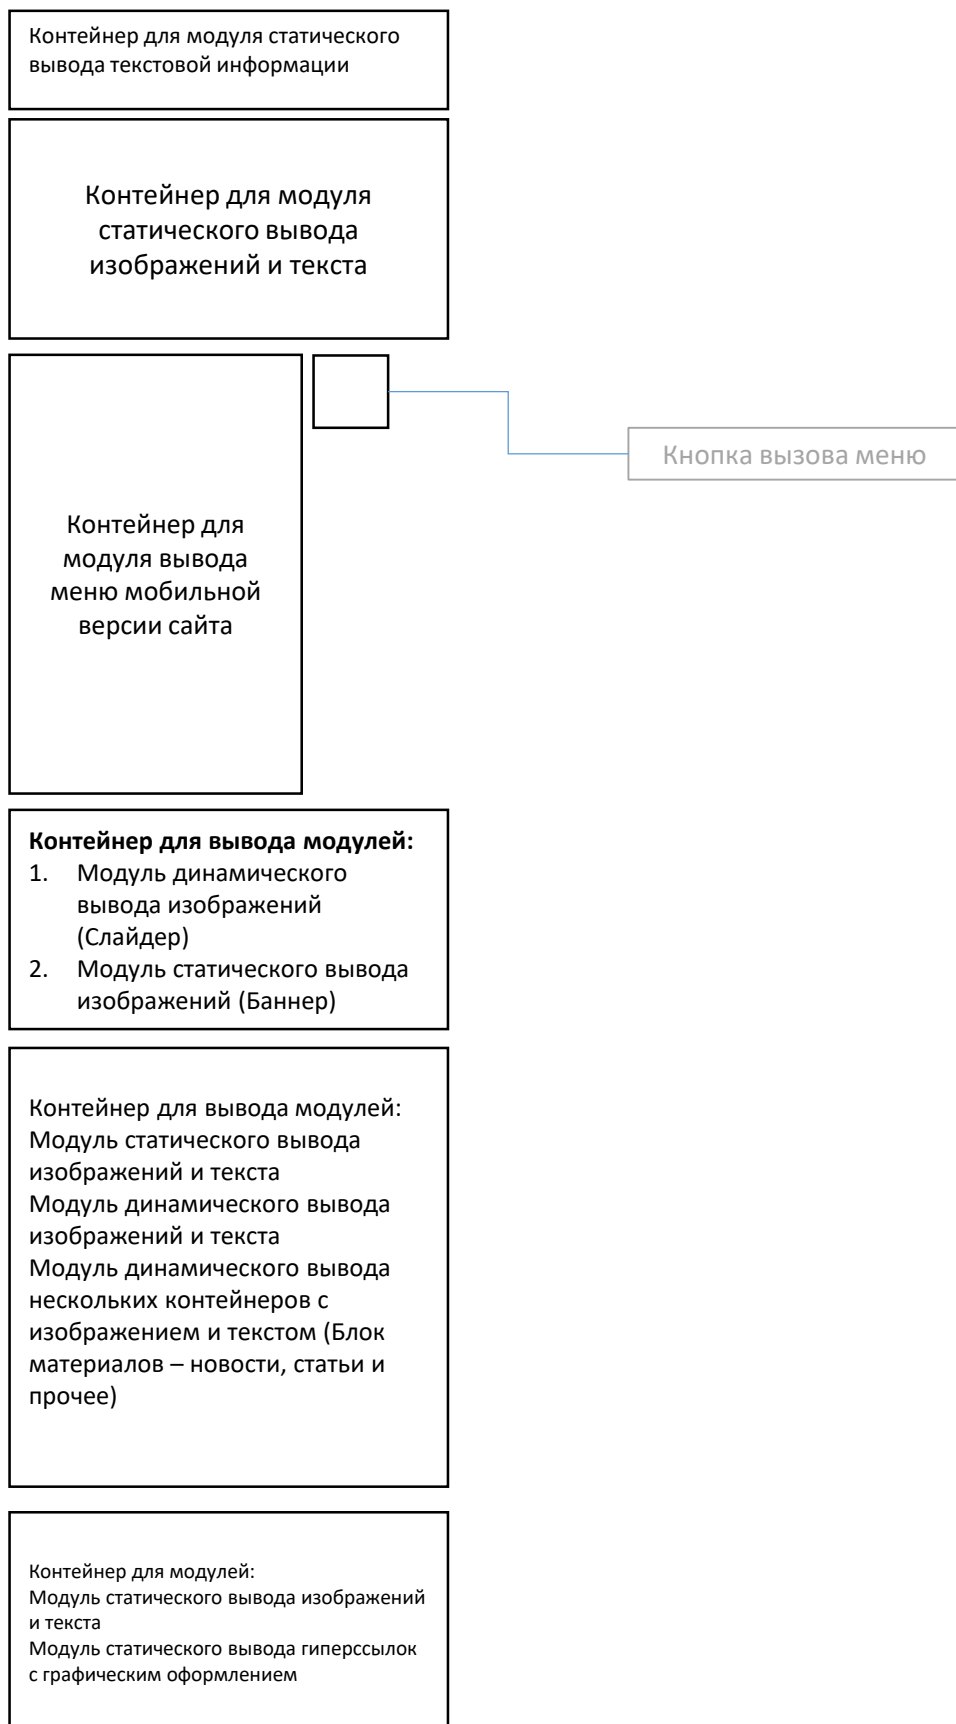 Контейнер для модуля статического
вывода текстовой информации
Контейнер для модуля
статического вывода
изображений и текста
Кнопка вызова меню
Контейнер для
модуля вывода
меню мобильной
версии сайта
Контейнер для вывода модулей:
1. Модуль динамического
вывода изображений
(Слайдер)
2. Модуль статического вывода
изображений (Баннер)
Контейнер для вывода модулей:
Модуль статического вывода
изображений и текста
Модуль динамического вывода
изображений и текста
Модуль динамического вывода
нескольких контейнеров с
изображением и текстом (Блок
материалов – новости, статьи и
прочее)
Контейнер для модулей:
Модуль статического вывода изображений
и текста
Модуль статического вывода гиперссылок
с графическим оформлением